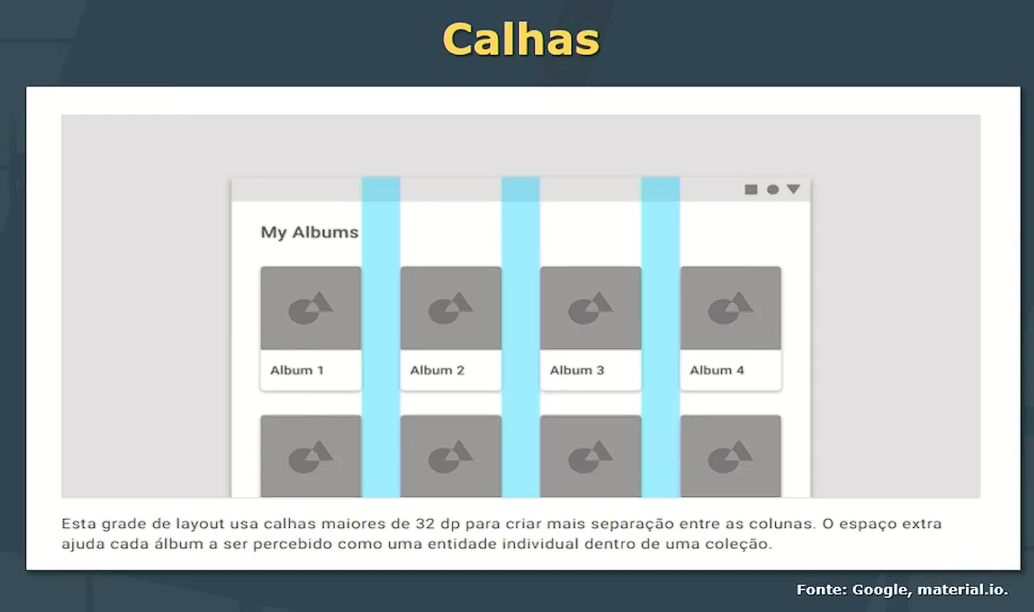 Calhas
My Albums
Album 1
Album 2
Album 3
Album 4
Esta grade de layout usa calhas maiores de 32 dp para criar mais separação entre as colunas. O espaço extra
ajuda cada álbum a ser percebido como uma entidade individual dentro de uma coleção.
Fonte: Google, material.io.